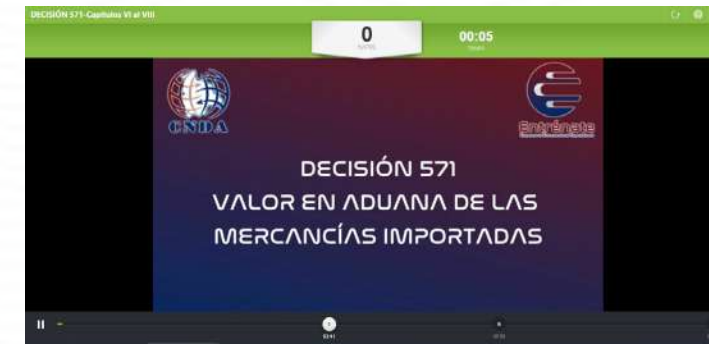 DECISIÓN 571-Capítulos VI al VIII
0
00:05
CNDA
Entrénate
DECISIÓN 571
VALOR EN ADUANA DE LAS
MERCANCÍAS IMPORTADAS